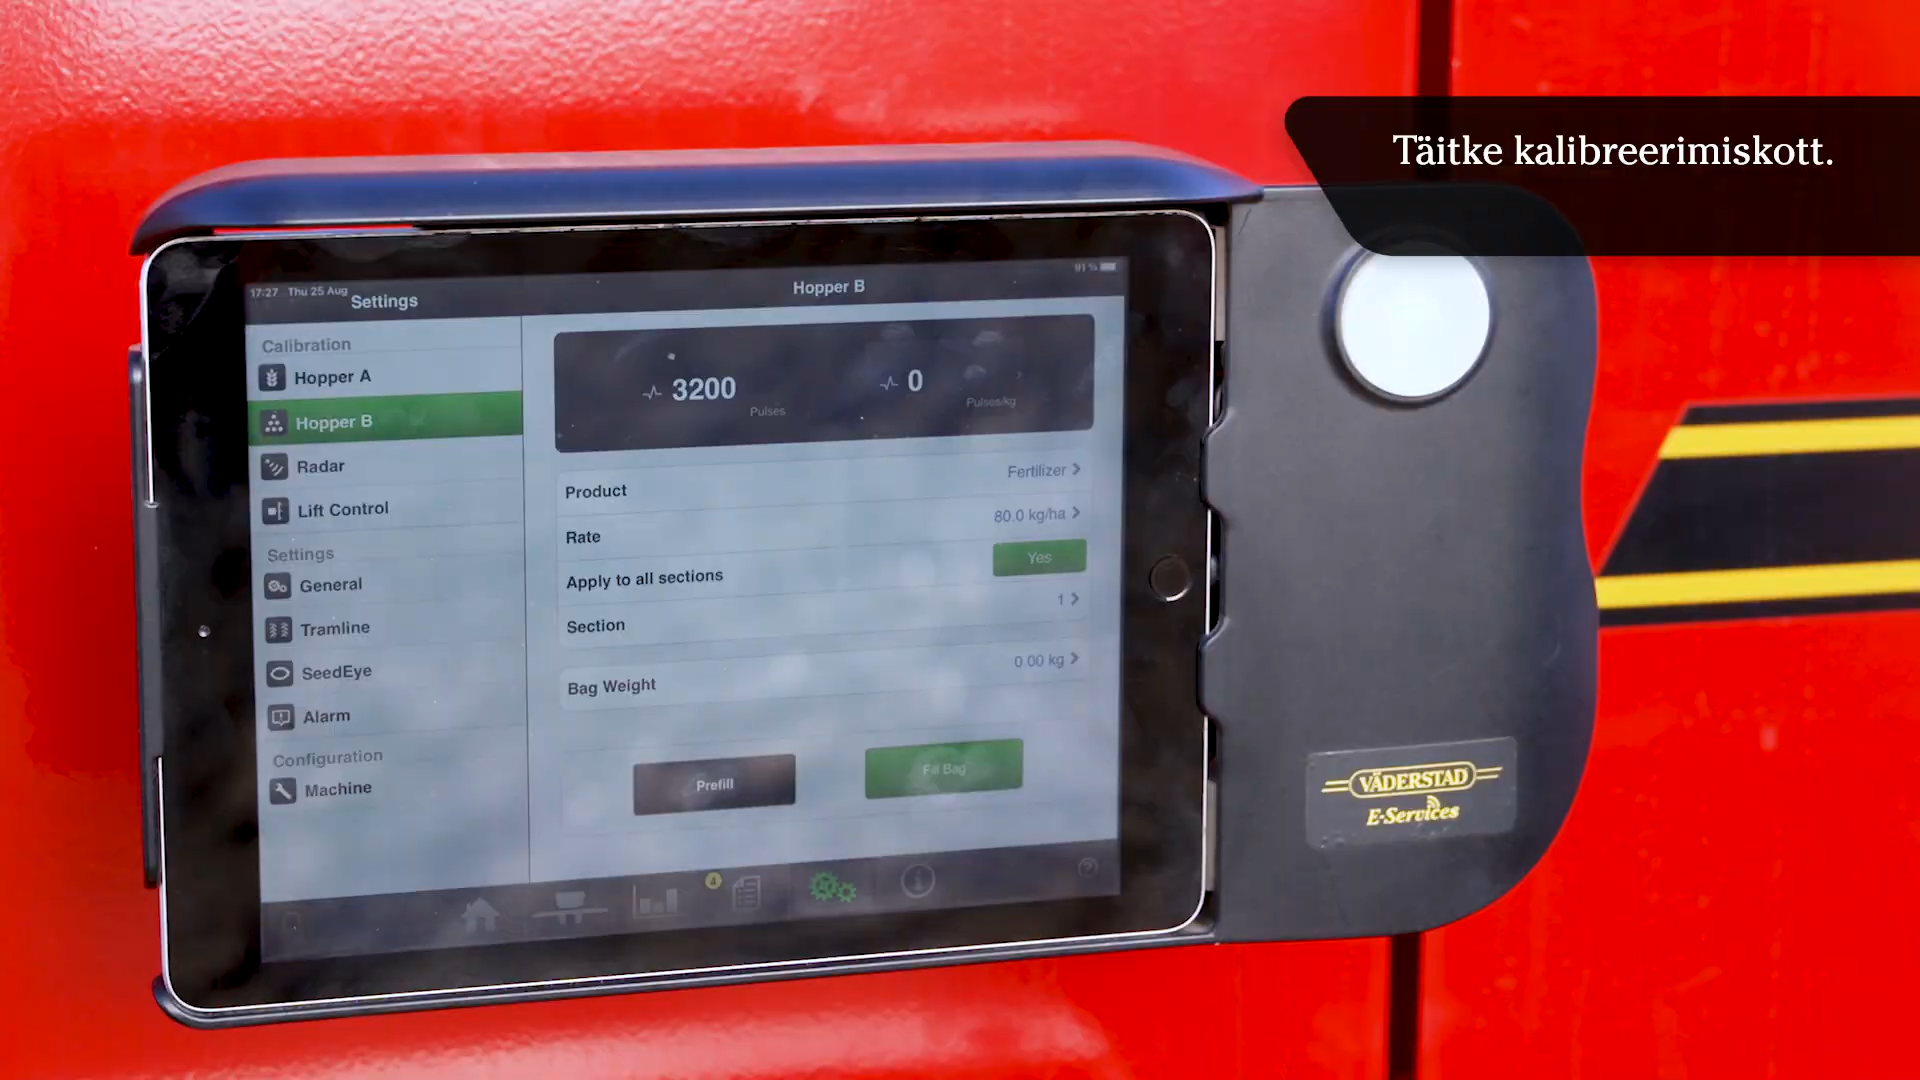 Täitke kalibreerimiskott.
17:27 Thu 25 Aug
91 %
Settings
Hopper B
Calibration
Hopper A
Hopper B
Radar
Lift Control
Settings
General
Tramline
SeedEye
Alarm
Configuration
Machine
3200
Pulses
0
Pulses/kg
Product
Fertilizer
Rate
80.0 kg/ha
Apply to all sections
Yes
Section
1
Bag Weight
0.00 kg
Prefill
Fill Bag
4
VÄDERSTAD
E-Services